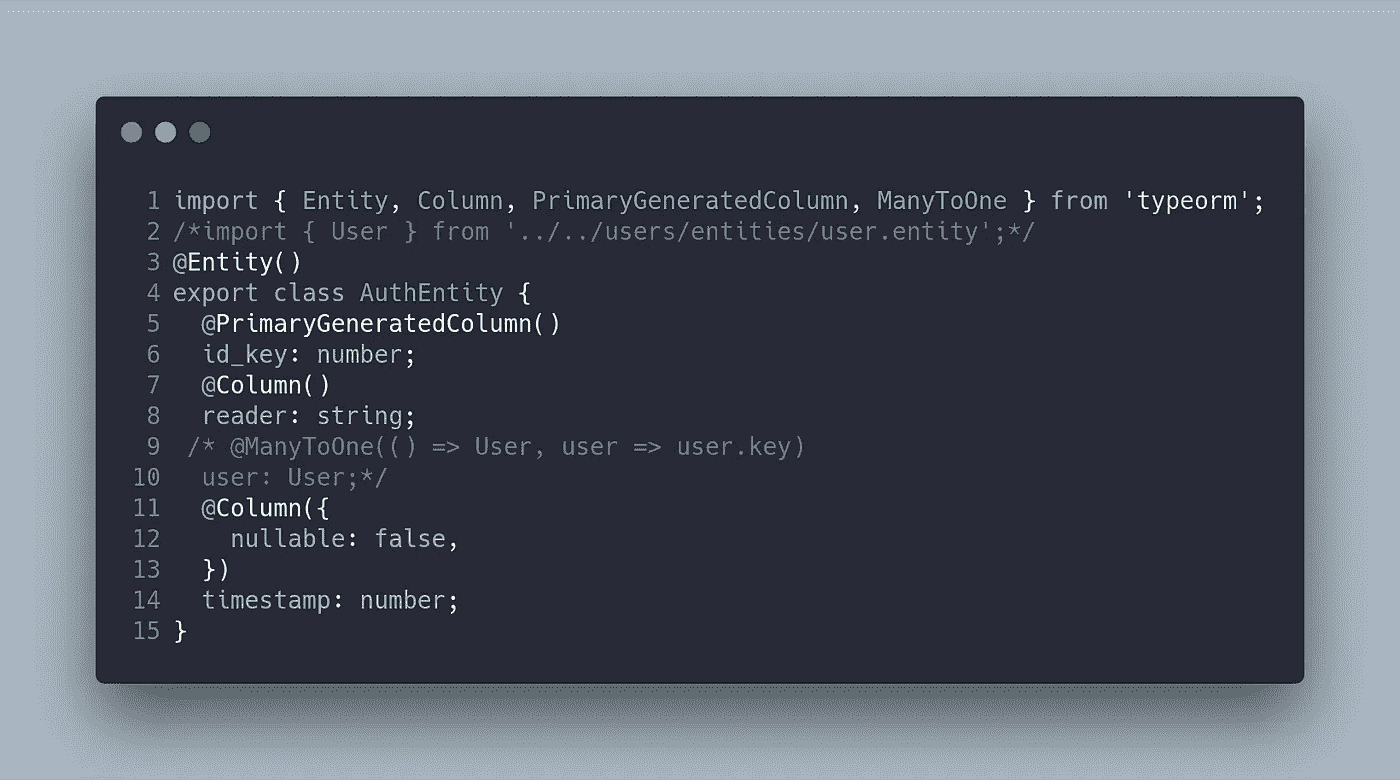 1 import { Entity, Column, PrimaryGeneratedColumn, ManyToOne } from 'typeorm';
2 /*import { User } from '../../users/entities/user.entity';*/
3 @Entity()
4 export class AuthEntity {
5   @PrimaryGeneratedColumn()
6   id_key: number;
7   @Column()
8   reader: string;
9  /* @ManyToOne(() => User, user => user.key)
10   user: User;*/
11   @Column({
12     nullable: false,
13   })
14   timestamp: number;
15 }